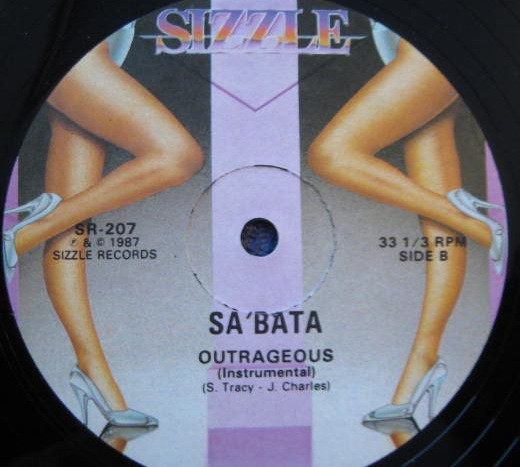 SIZZLE
SR-207
℗ & © 1987
SIZZLE RECORDS
33 1/3 RPM
SIDE B
SA'BATA
OUTRAGEOUS
(Instrumental)
(S. Tracy - J. Charles)